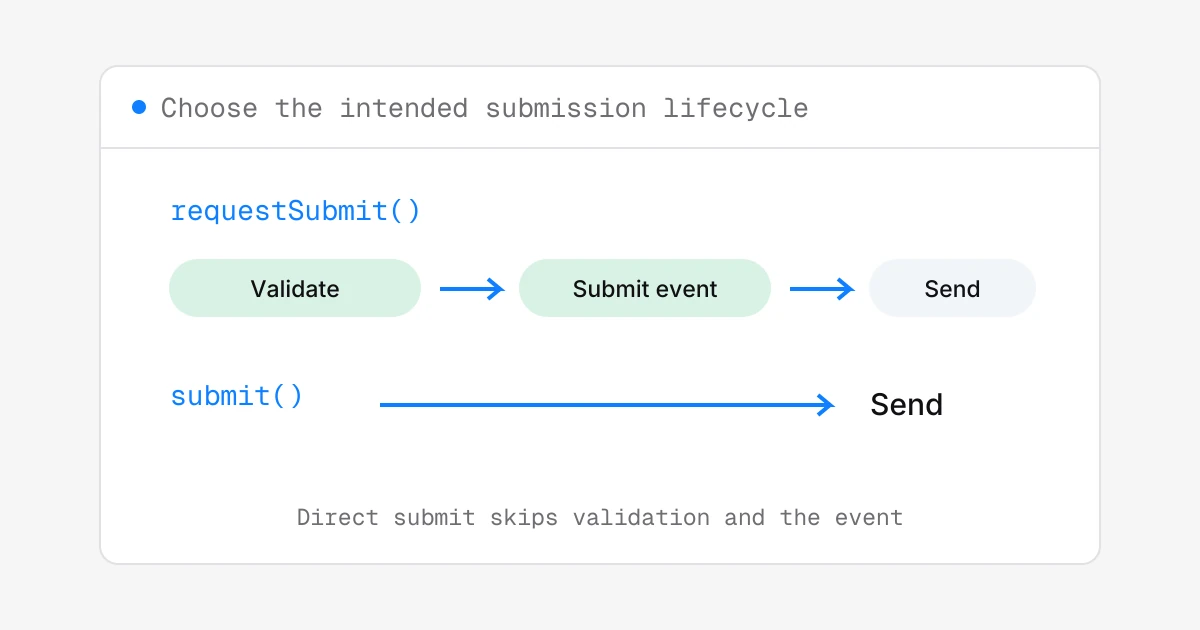 Choose the intended submission lifecycle
requestSubmit()
Validate
Submit event
Send
submit()
Send
Direct submit skips validation and the event